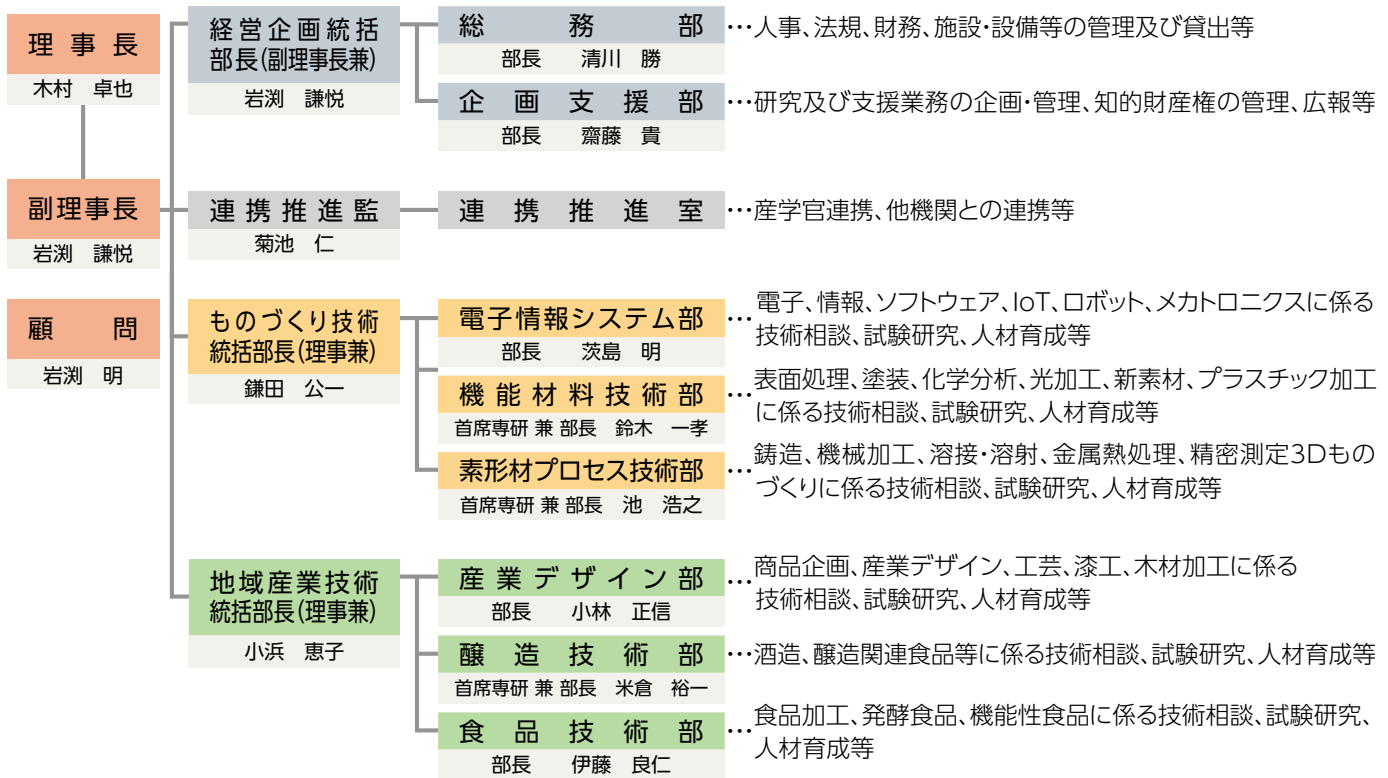 理事長
木村 卓也
副理事長
岩渕 謙悦
顧問
岩渕 明
経営企画統括
部長(副理事長兼)
岩渕 謙悦
総務部
部長 清川 勝
…人事、法規、財務、施設・設備等の管理及び貸出等
企画支援部
部長 齋藤 貴
…研究及び支援業務の企画・管理、知的財産権の管理、広報等
連携推進監
菊池 仁
連携推進室
…産学官連携、他機関との連携等
ものづくり技術
統括部長(理事兼)
鎌田 公一
電子情報システム部
部長 茨島 明
…電子、情報、ソフトウェア、IoT、ロボット、メカトロニクスに係る
技術相談、試験研究、人材育成等
機能材料技術部
首席専研 兼 部長 鈴木 一孝
…表面処理、塗装、化学分析、光加工、新素材、プラスチック加工
に係る技術相談、試験研究、人材育成等
素形材プロセス技術部
首席専研 兼 部長 池 浩之
…鋳造、機械加工、溶接・溶射、金属熱処理、精密測定3Dもの
づくりに係る技術相談、試験研究、人材育成等
地域産業技術
統括部長(理事兼)
小浜 恵子
産業デザイン部
部長 小林 正信
…商品企画、産業デザイン、工芸、漆工、木材加工に係る
技術相談、試験研究、人材育成等
醸造技術部
首席専研 兼 部長 米倉 裕一
…酒造、醸造関連食品等に係る技術相談、試験研究、人材育成等
食品技術部
部長 伊藤 良仁
…食品加工、発酵食品、機能性食品に係る技術相談、試験研究、
人材育成等